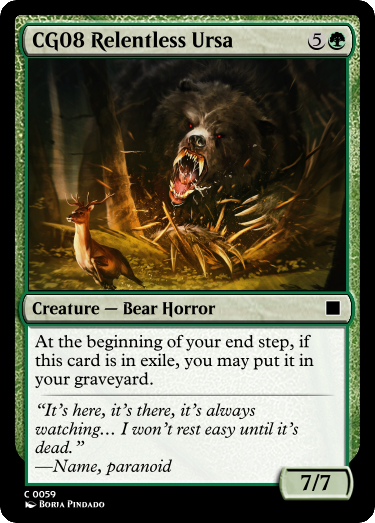 CG08 Relentless Ursa 5
Creature — Bear Horror
At the beginning of your end step, if
this card is in exile, you may put it in
your graveyard.
“It’s here, it’s there, it’s always
watching… I won’t rest easy until it’s
dead.”
—Name, paranoid
7/7
C 0059
Borja Pindado